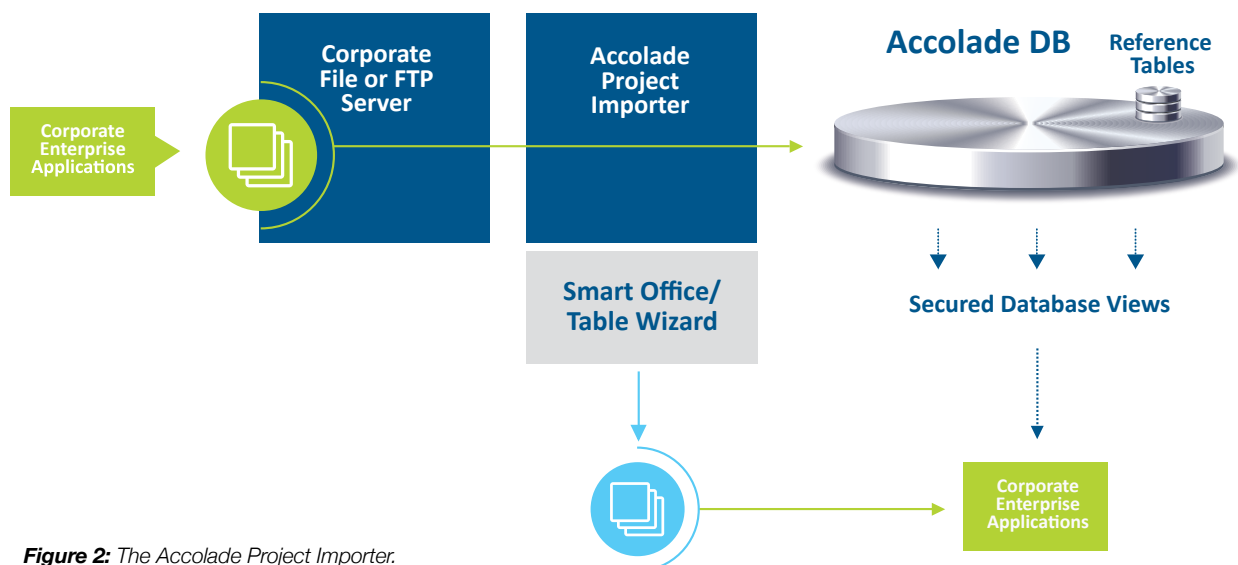 Corporate
File or FTP
Server
Accolade
Project
Importer
Accolade DB
Reference
Tables
Corporate
Enterprise
Applications
Smart Office/
Table Wizard
Secured Database Views
Corporate
Enterprise
Applications
Figure 2: The Accolade Project Importer.